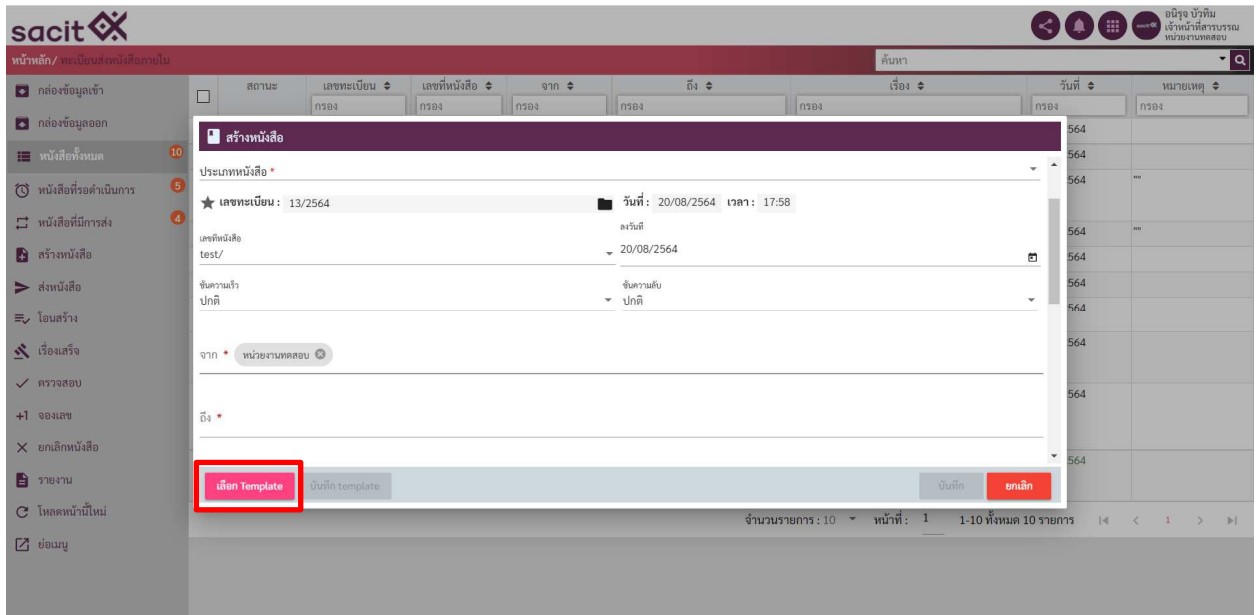 sacit
อนิรุจ บัวทิม
เจ้าหน้าที่สารบรรณ
หน่วยงานทดสอบ
หน้าหลัก/ ทะเบียนส่งหนังสือภายใน
ค้นหา
กล่องข้อมูลเข้า
กล่องข้อมูลออก
หนังสือทั้งหมด 10
หนังสือที่รอดำเนินการ 5
หนังสือที่มีการส่ง 4
สร้างหนังสือ
ส่งหนังสือ
โอนสร้าง
เรื่องเสร็จ
ตรวจสอบ
+1 จองเลข
ยกเลิกหนังสือ
รายงาน
โหลดหน้านี้ใหม่
ย่อเมนู
สถานะ เลขทะเบียน เลขที่หนังสือ จาก ถึง เรื่อง วันที่ หมายเหตุ
กรอง กรอง กรอง กรอง กรอง กรอง กรอง
564
564
564 ""
564 ""
564
564
564
564
564
564
สร้างหนังสือ
ประเภทหนังสือ *
เลขทะเบียน : 13/2564 วันที่ : 20/08/2564 เวลา : 17:58
เลขที่หนังสือ ลงวันที่
test/ 20/08/2564
ชั้นความเร็ว ชั้นความลับ
ปกติ ปกติ
จาก * หน่วยงานทดสอบ
ถึง *
เลือก Template บันทึก template บันทึก ยกเลิก
จำนวนรายการ : 10 หน้าที่ : 1 1-10 ทั้งหมด 10 รายการ 1